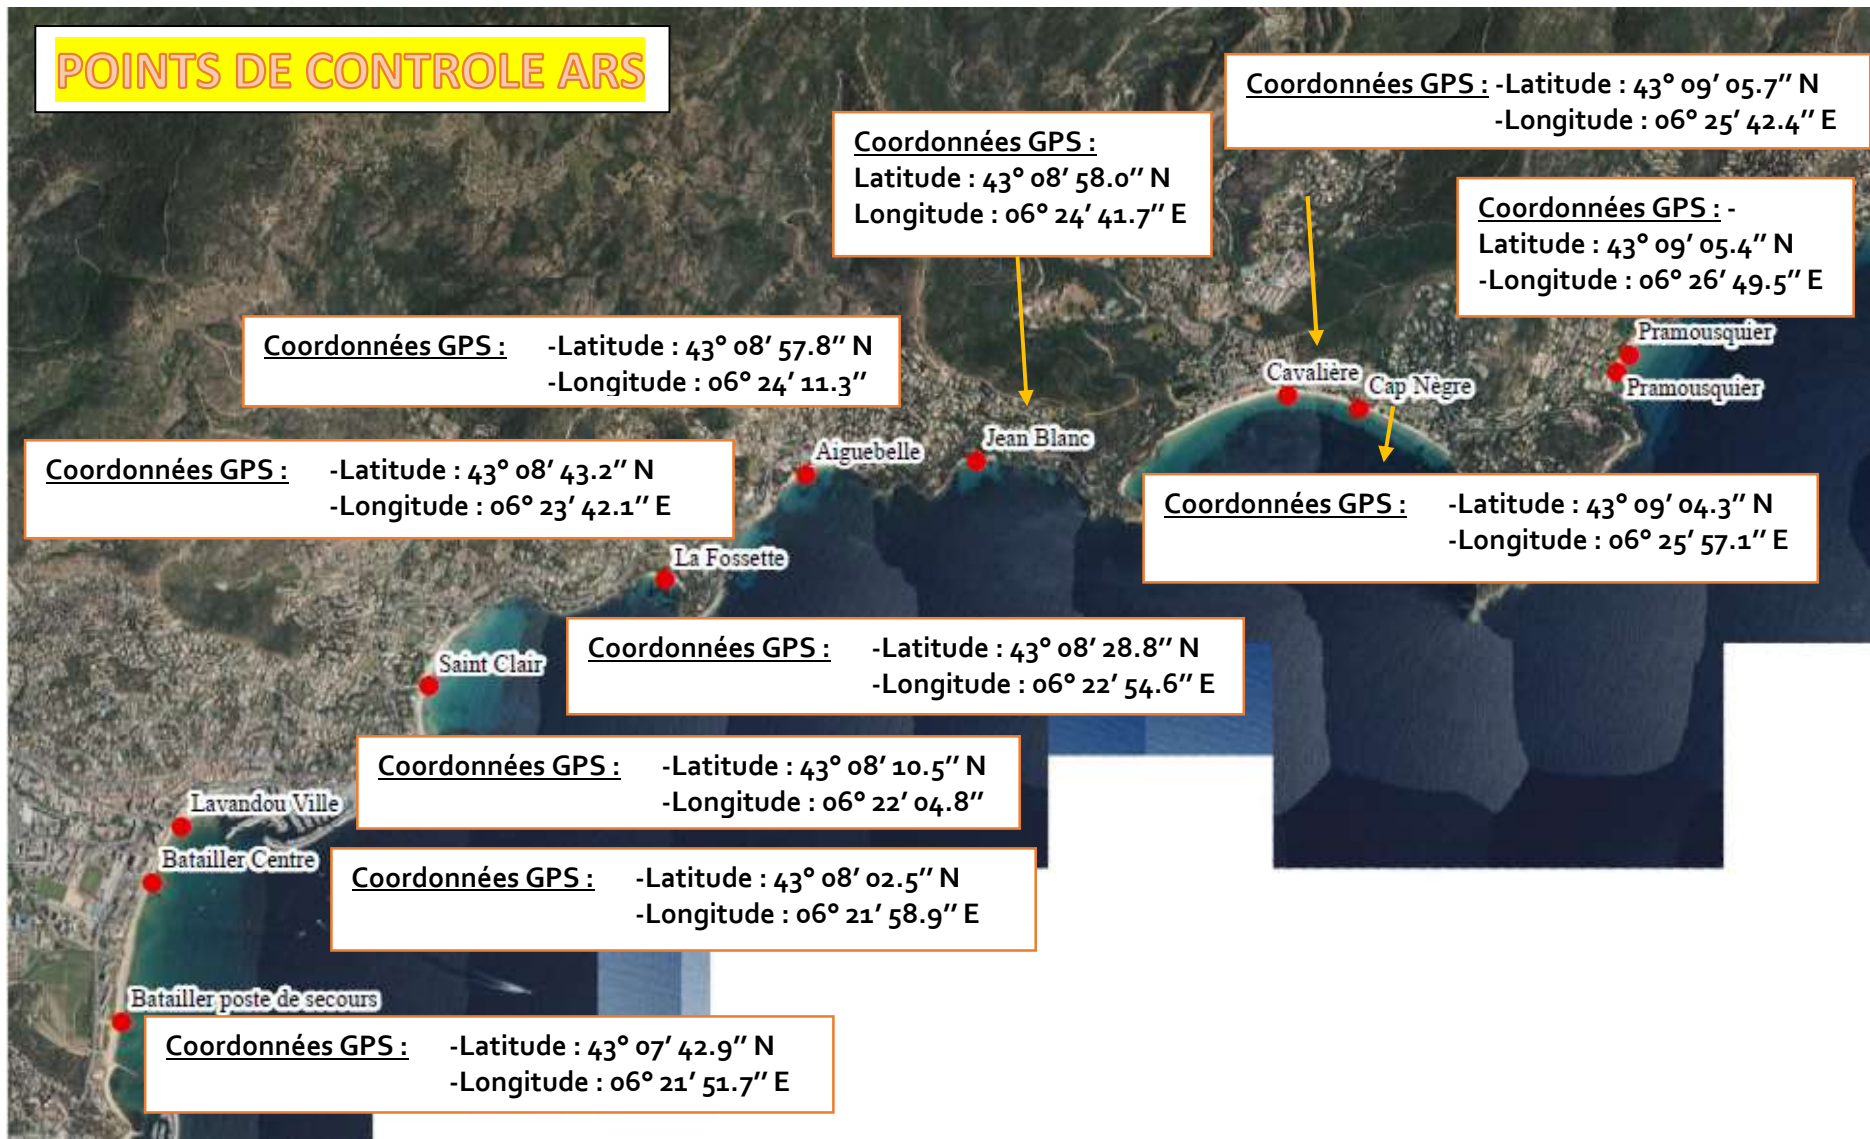 POINTS DE CONTROLE ARS
Coordonnées GPS : -Latitude : 43° 09’ 05.7’’ N
-Longitude : 06° 25’ 42.4’’ E
Coordonnées GPS :
Latitude : 43° 08’ 58.0’’ N
Longitude : 06° 24’ 41.7’’ E
Coordonnées GPS : -
Latitude : 43° 09’ 05.4’’ N
-Longitude : 06° 26’ 49.5’’ E
Coordonnées GPS : -Latitude : 43° 08’ 57.8’’ N
-Longitude : 06° 24’ 11.3’’
Pramousquier
Pramousquier
Cavalière
Cap Nègre
Jean Blanc
Aiguebelle
Coordonnées GPS : -Latitude : 43° 08’ 43.2’’ N
-Longitude : 06° 23’ 42.1’’ E
Coordonnées GPS : -Latitude : 43° 09’ 04.3’’ N
-Longitude : 06° 25’ 57.1’’ E
La Fossette
Coordonnées GPS : -Latitude : 43° 08’ 28.8’’ N
-Longitude : 06° 22’ 54.6’’ E
Saint Clair
Coordonnées GPS : -Latitude : 43° 08’ 10.5’’ N
-Longitude : 06° 22’ 04.8’’
Lavandou Ville
Batailler Centre
Coordonnées GPS : -Latitude : 43° 08’ 02.5’’ N
-Longitude : 06° 21’ 58.9’’ E
Batailler poste de secours
Coordonnées GPS : -Latitude : 43° 07’ 42.9’’ N
-Longitude : 06° 21’ 51.7’’ E